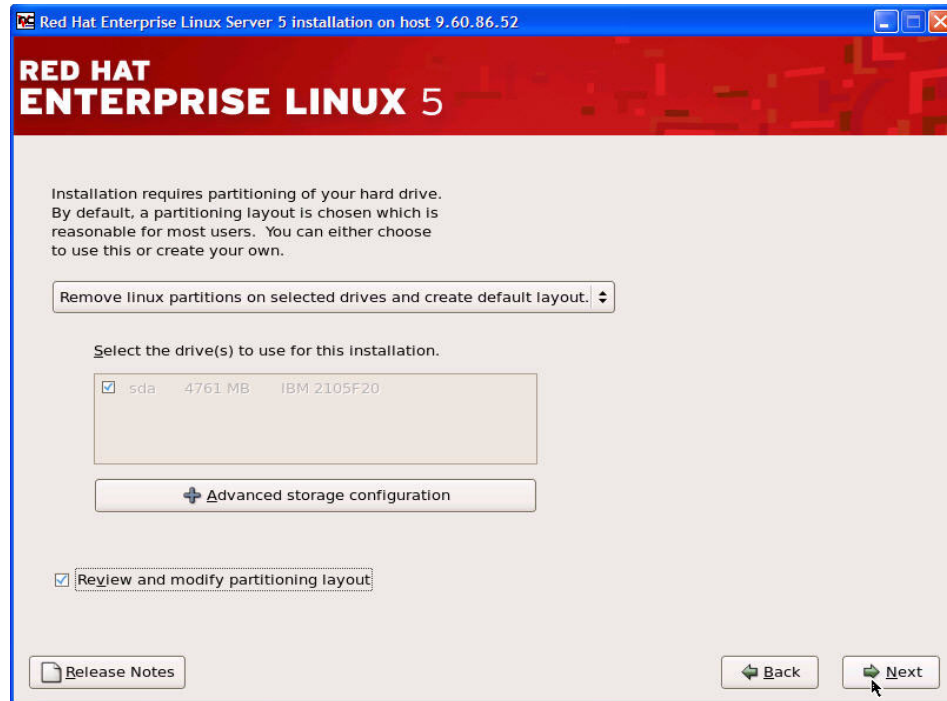 Red Hat Enterprise Linux Server 5 installation on host 9.60.86.52
RED HAT
ENTERPRISE LINUX 5
Installation requires partitioning of your hard drive.
By default, a partitioning layout is chosen which is
reasonable for most users.  You can either choose
to use this or create your own.
Remove linux partitions on selected drives and create default layout.
Select the drive(s) to use for this installation.
sda 4761 MB IBM 2105F20
Advanced storage configuration
Review and modify partitioning layout
Release Notes
Back
Next